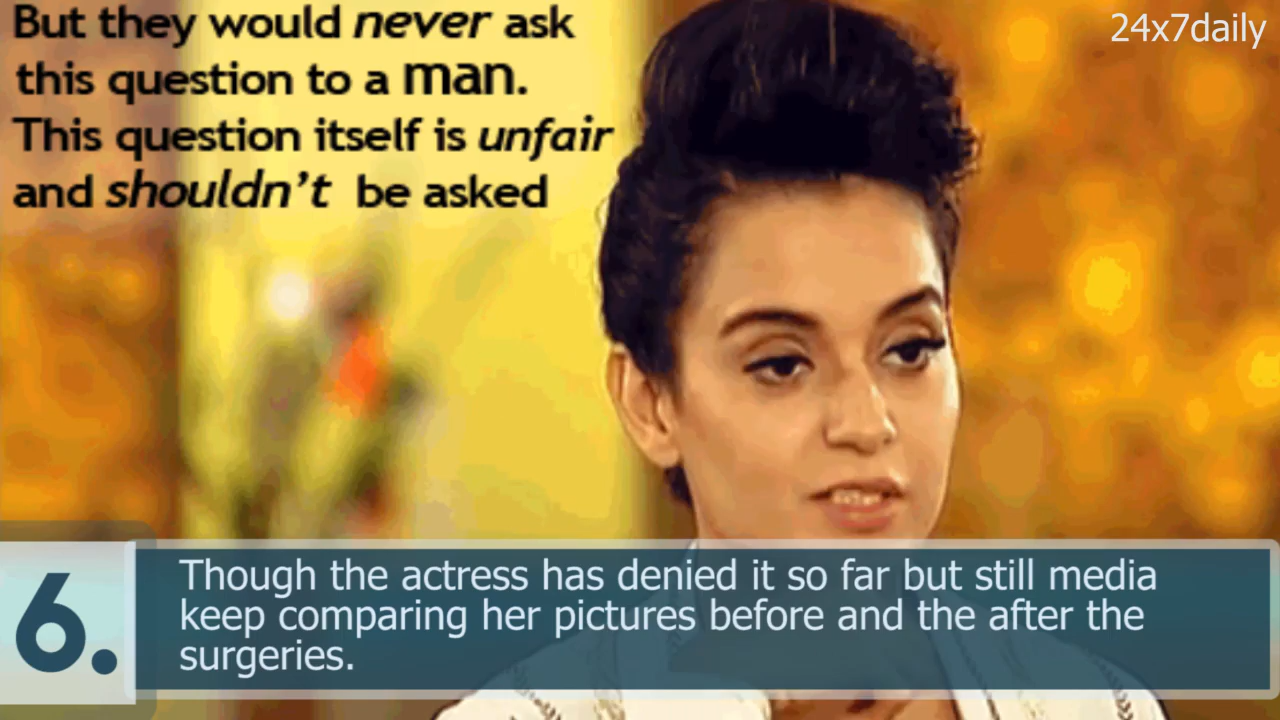 But they would never ask
this question to a man.
This question itself is unfair
and shouldn't be asked
24x7daily
6.
Though the actress has denied it so far but still media
keep comparing her pictures before and the after the
surgeries.